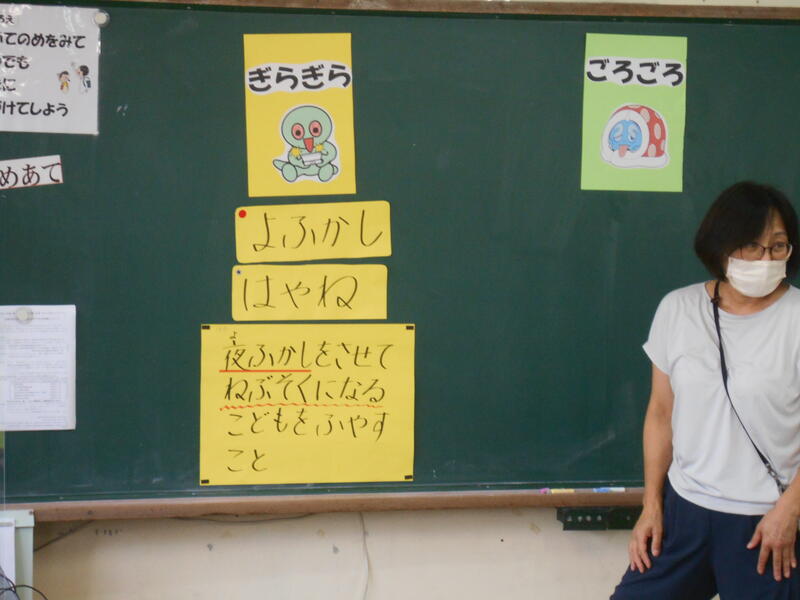 てのめをみて
でも
に
けてしよう
めあて
ぎらぎら
よふかし
はやね
よ
夜ふかしをさせて
ねぶそくになる
こどもをふやす
こと
ごろごろ